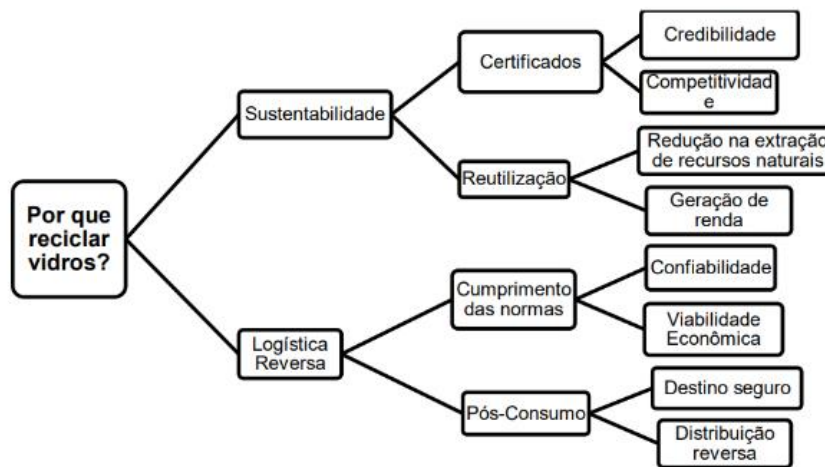 Por que
reciclar
vidros?
Sustentabilidade
Certificados
Credibilidade
Competitividad
e
Reutilização
Redução na extração
de recursos naturais
Geração de
renda
Logística
Reversa
Cumprimento
das normas
Confiabilidade
Viabilidade
Econômica
Pós-Consumo
Destino seguro
Distribuição
reversa